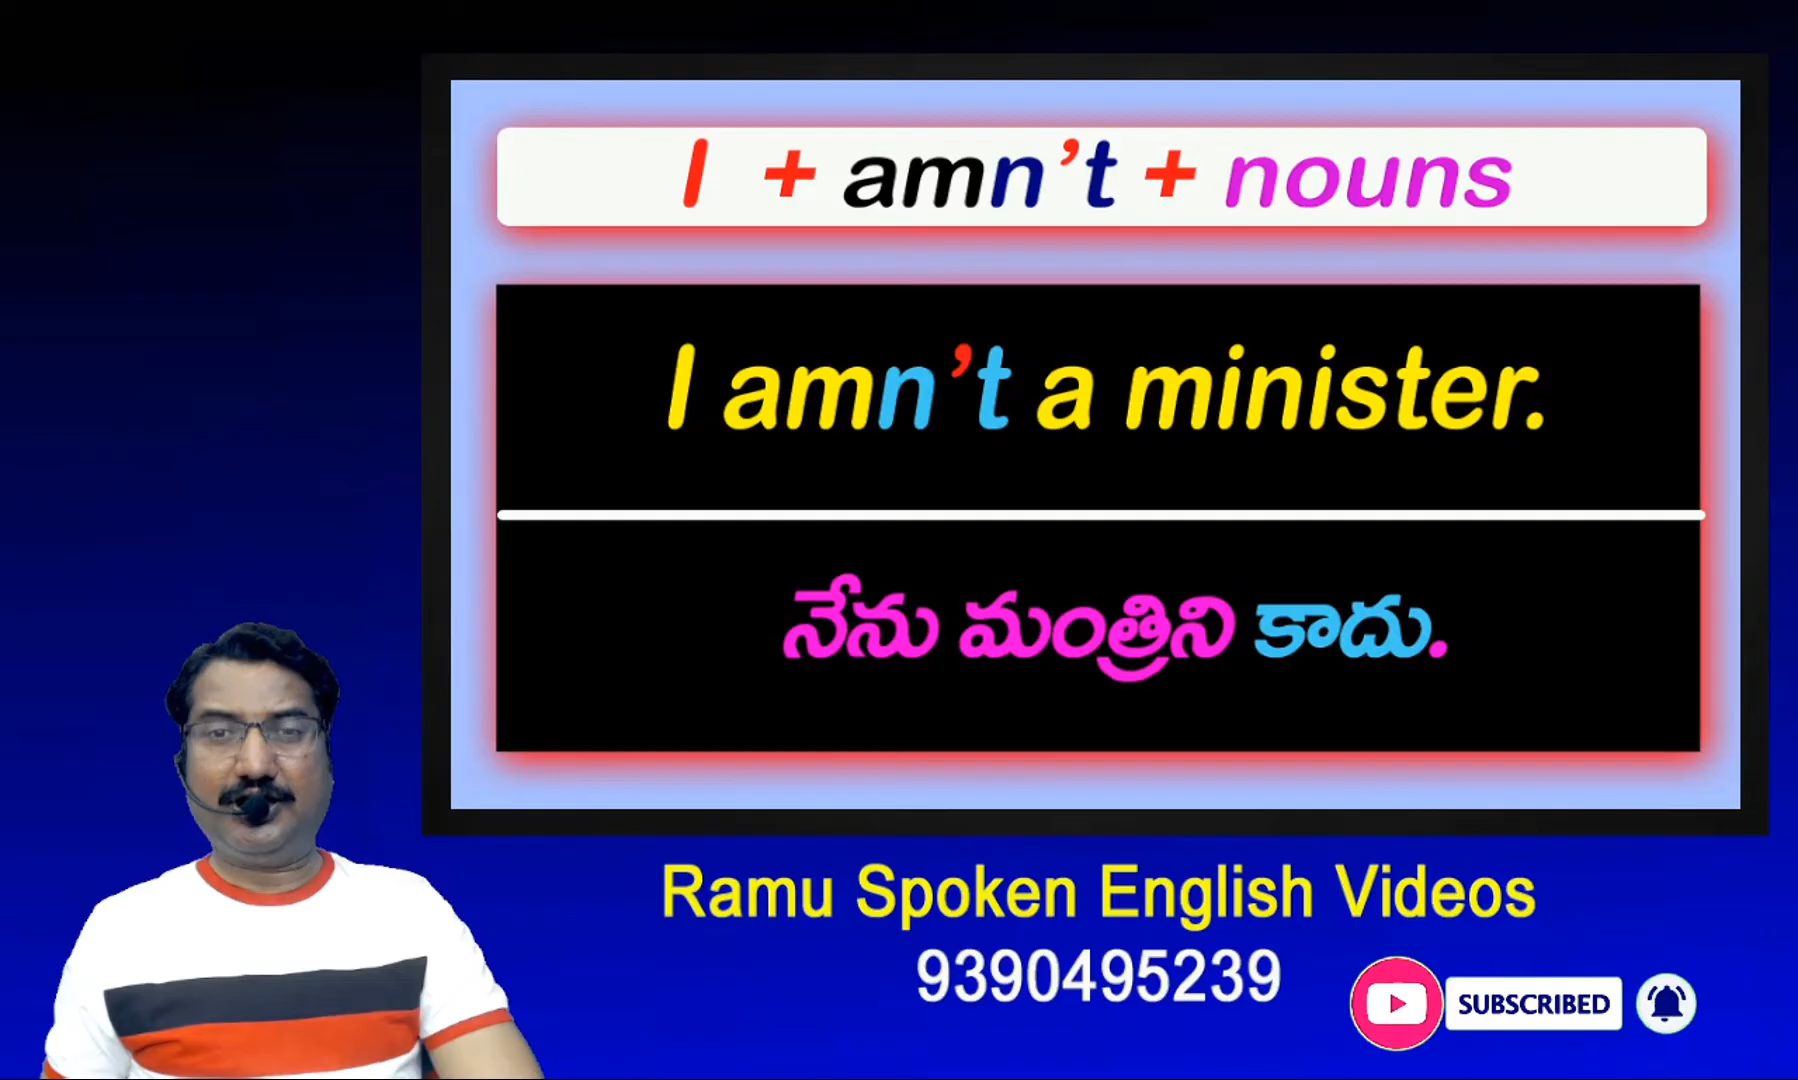 I + amn’t + nouns
I amn’t a minister.
నేను మంత్రిని కాదు.
Ramu Spoken English Videos
9390495239
SUBSCRIBED